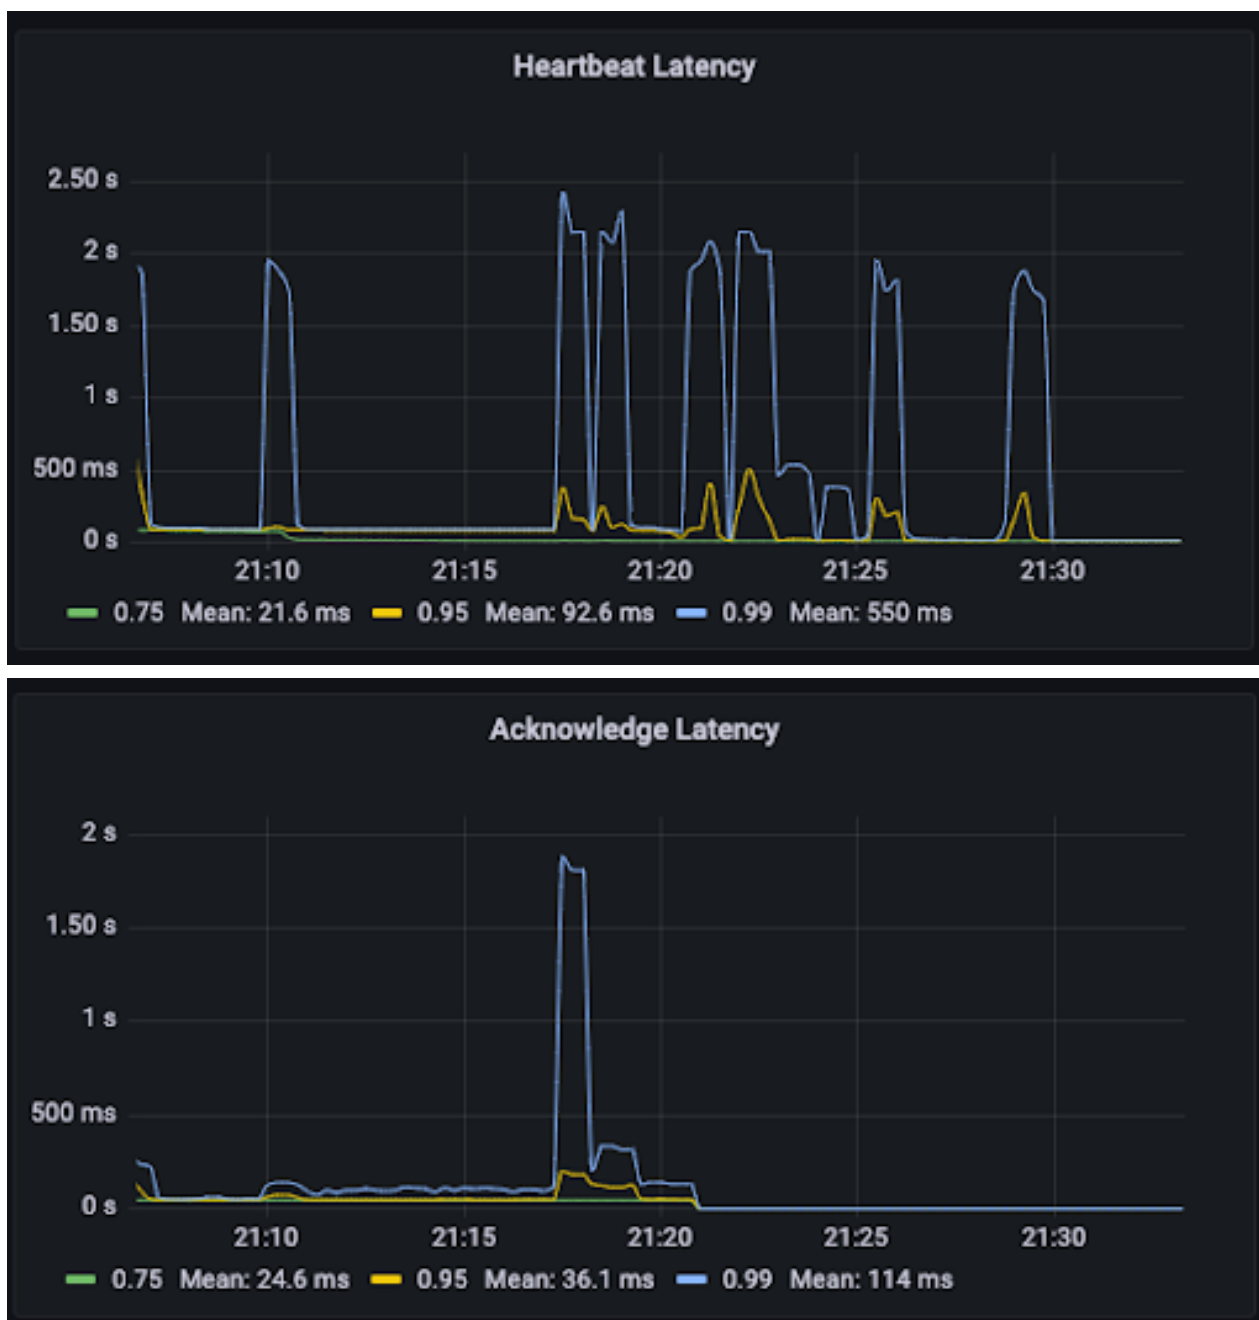 Heartbeat Latency
2.50 s
2 s
1.50 s
1 s
500 ms
0 s
21:10 21:15 21:20 21:25 21:30
0.75 Mean: 21.6 ms 0.95 Mean: 92.6 ms 0.99 Mean: 550 ms
Acknowledge Latency
2 s
1.50 s
1 s
500 ms
0 s
21:10 21:15 21:20 21:25 21:30
0.75 Mean: 24.6 ms 0.95 Mean: 36.1 ms 0.99 Mean: 114 ms